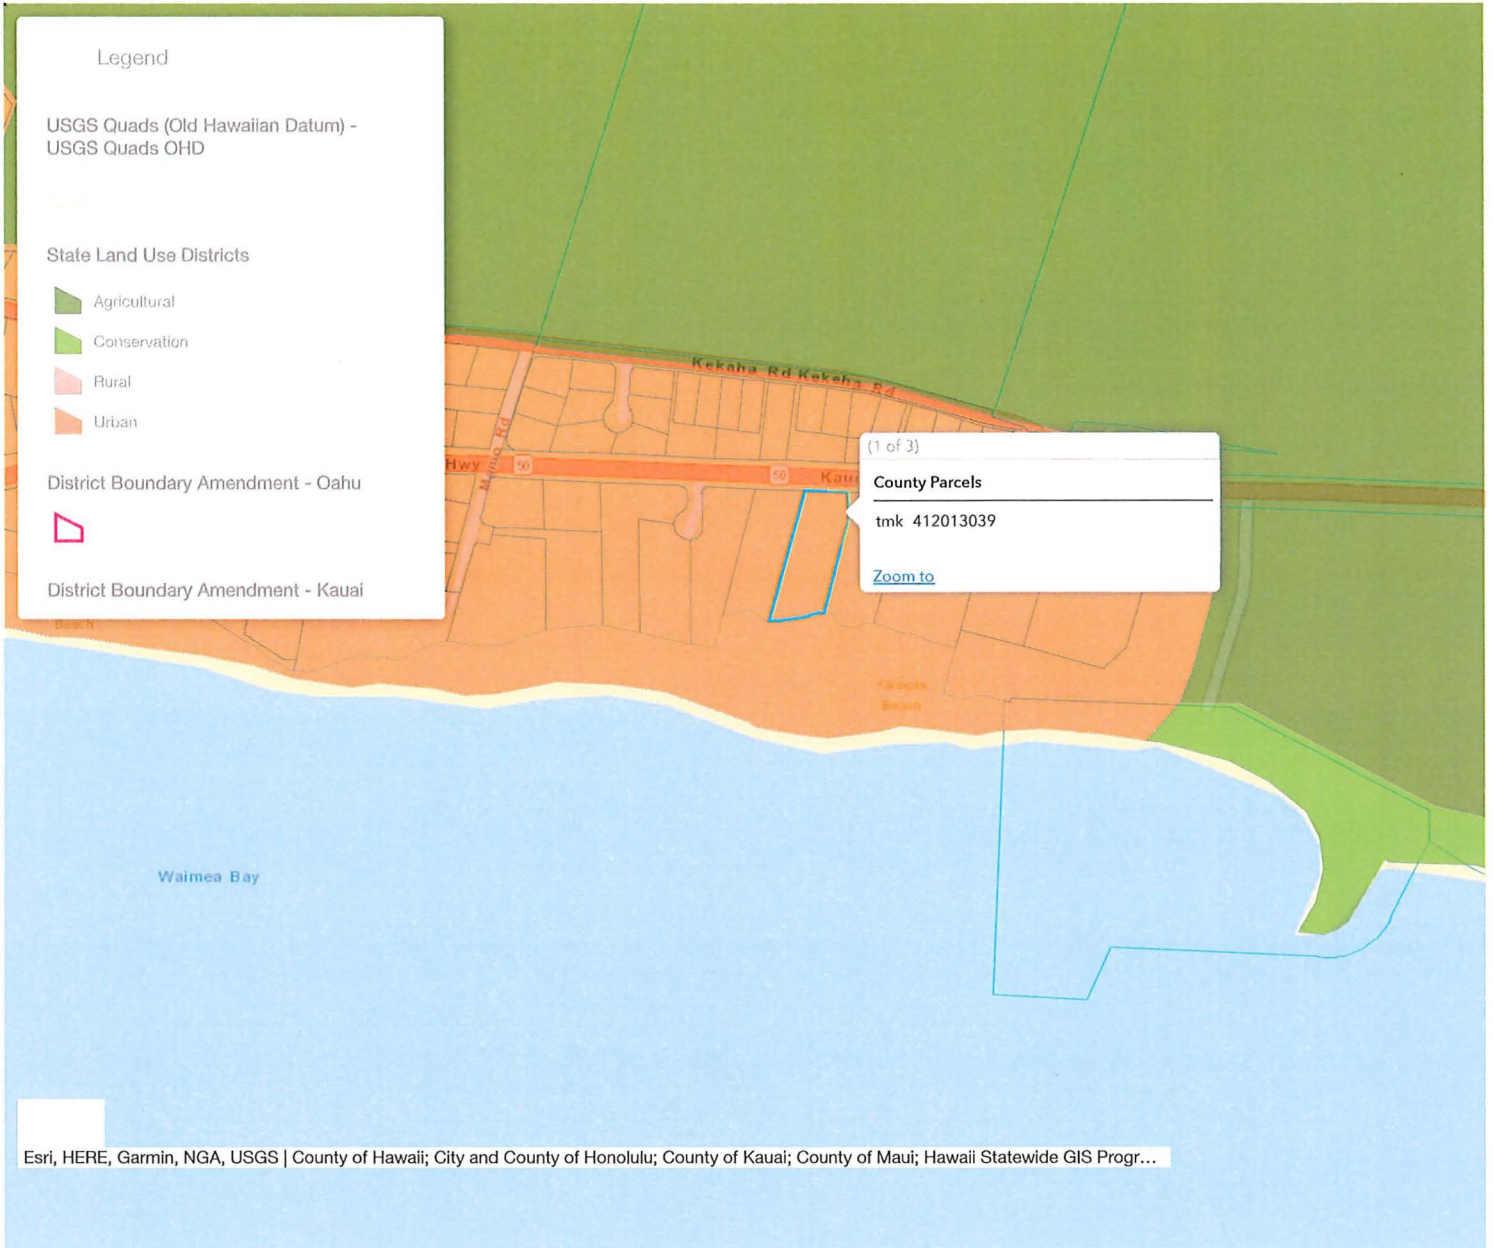 Legend
USGS Quads (Old Hawaiian Datum) -
USGS Quads OHD
State Land Use Districts
Agricultural
Conservation
Rural
Urban
District Boundary Amendment - Oahu
District Boundary Amendment - Kauai
Kekaha Rd Kekaha Rd
Hwy
50
50
Kau
(1 of 3)
County Parcels
tmk 412013039
Zoom to
Beach
Beach
Waimea Bay
Esri, HERE, Garmin, NGA, USGS | County of Hawaii; City and County of Honolulu; County of Kauai; County of Maui; Hawaii Statewide GIS Progr...